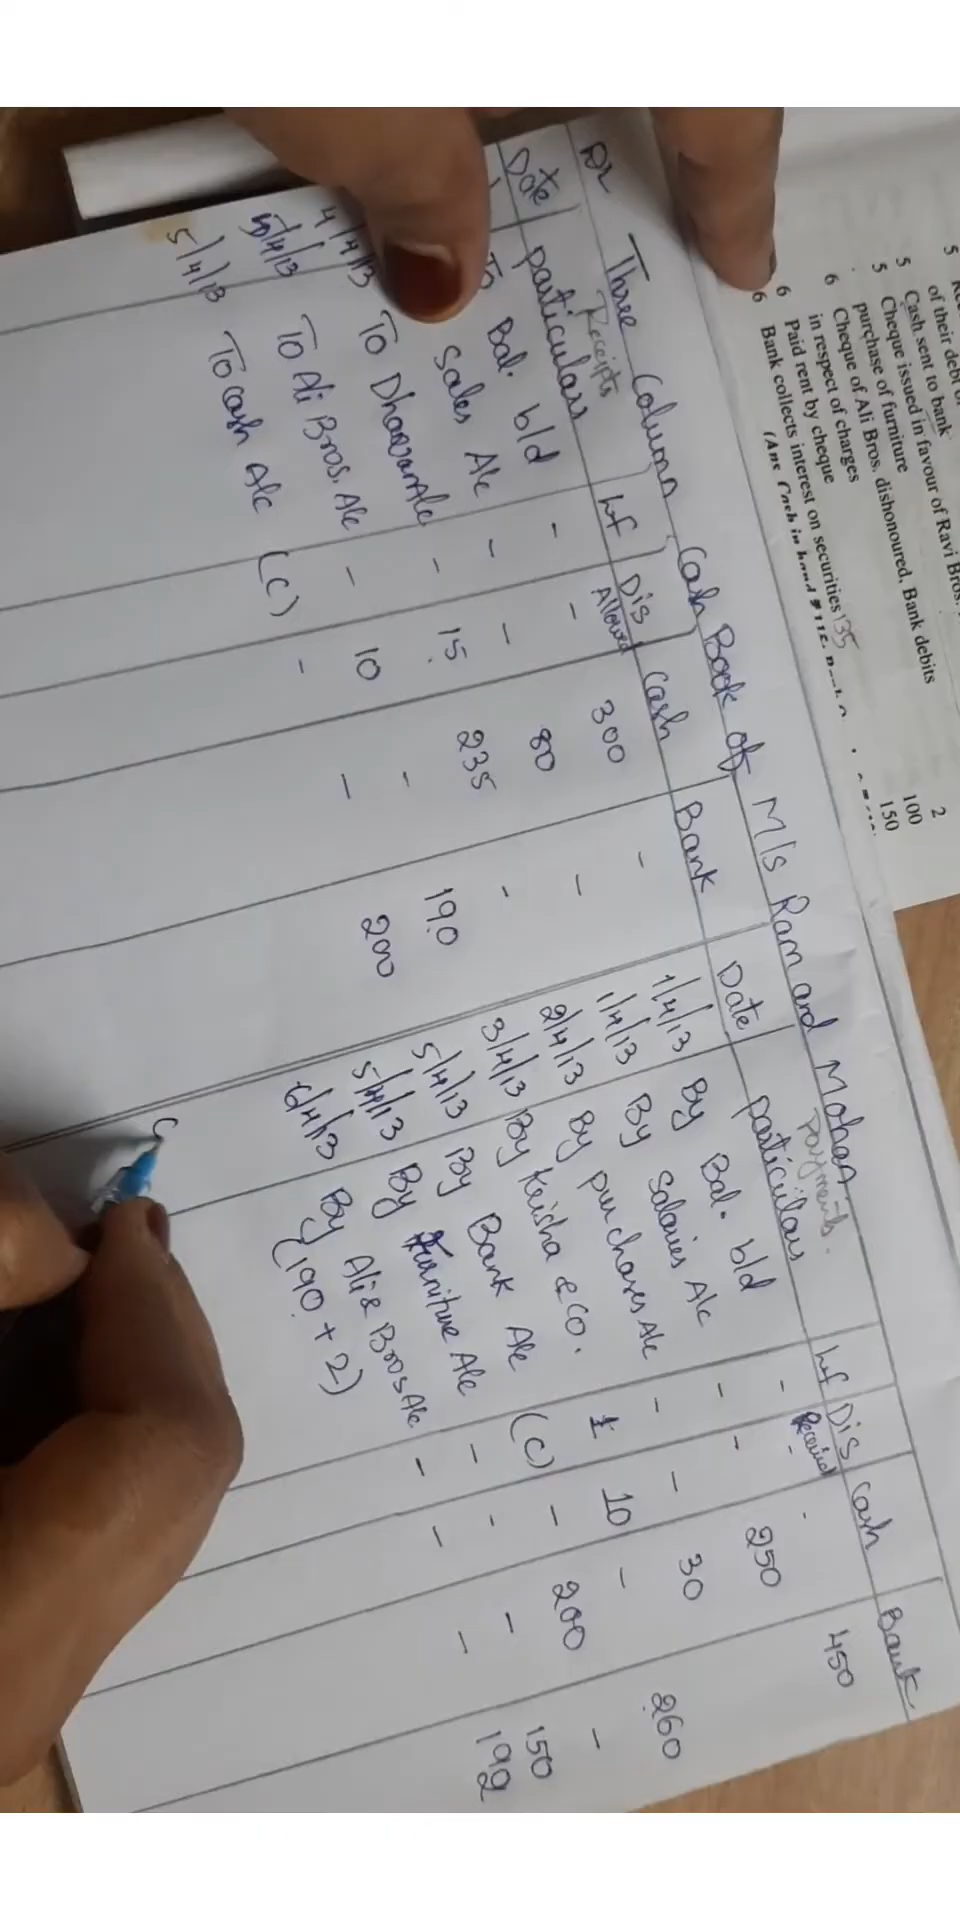 of their debt
5 Cash sent to bank 100
5 Cheque issued in favour of Ravi Bros.
purchase of furniture 150
6 Cheque of Ali Bros. dishonoured, Bank debits
in respect of charges 2
6 Paid rent by cheque
6 Bank collects interest on securities 135
Three Column Cash Book of M/s Ram and Mohan.
Dr Receipts payments.
Date particulars Lf Dis Allowed Cash Bank Date particulars Lf Dis Received Cash Bank
To Bal. b/d - - 300 - 1/4/13 By Bal. b/d - - - 450
Sales A/c - - 80 - 1/4/13 By Salaries A/c - - 250
4/4/13 To Dhawan A/c - 15 235 - 2/4/13 By purchases A/c - - 30
5/4/13 To Ali Bros. A/c - 10 - 190 3/4/13 By Keisha & Co. 1 10 - 260
5/4/13 To Cash A/c (C) - - 200 5/4/13 By Bank A/c (C) - 200 -
5/4/13 By Furniture A/c - - - 150
6/4/13 By Ali & Bros A/c - - - 192
(190 + 2)